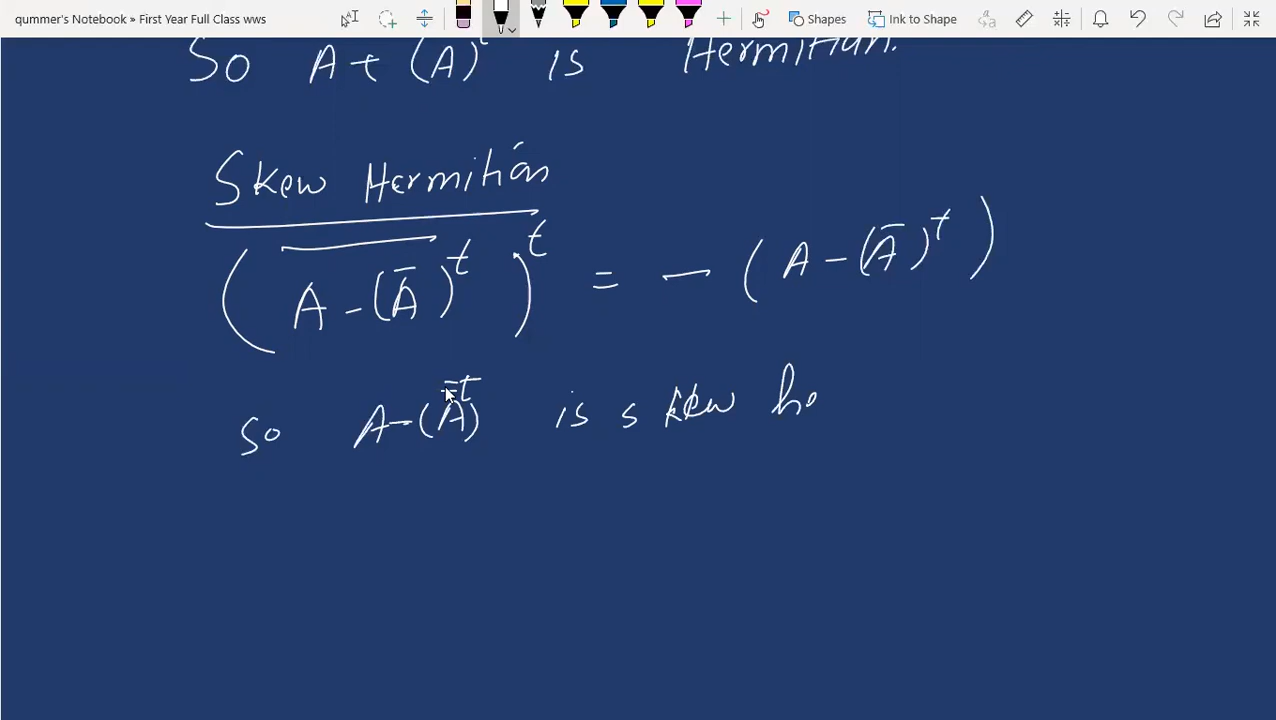 qummer's Notebook » First Year Full Class wws
Shapes
Ink to Shape
So A + (A)ᵗ is Hermitian.
Skew Hermitian
(A̅ ̅-̅ ̅(̅A̅)ᵗ)ᵗ = - (A - (A̅)ᵗ)
So A - (A̅)ᵗ is skew he